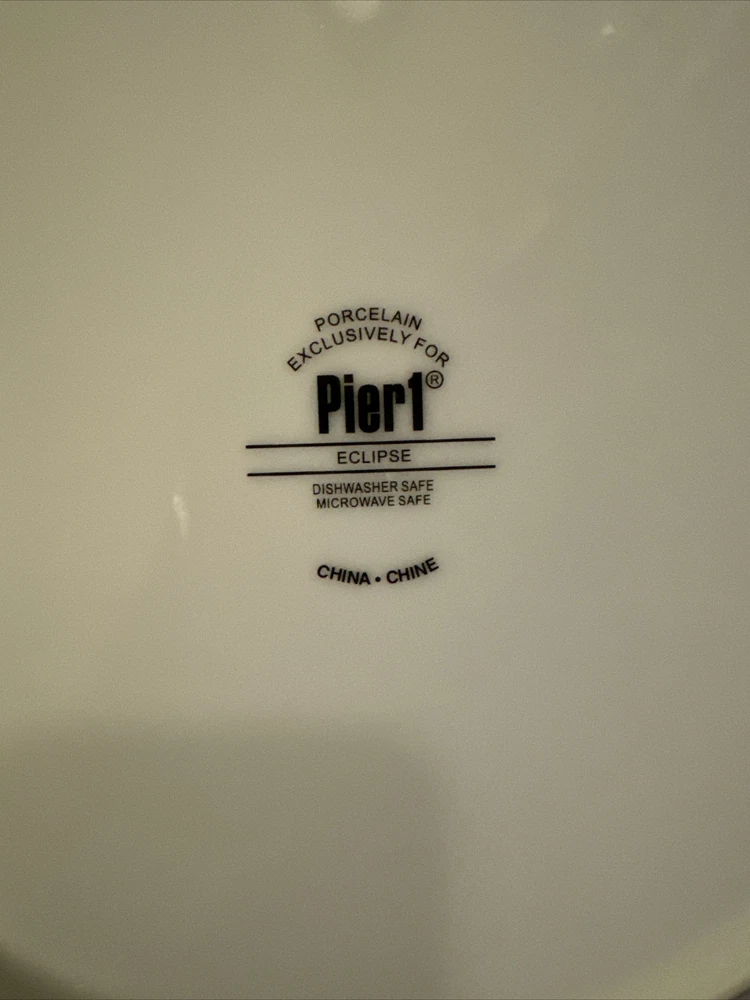 PORCELAIN
EXCLUSIVELY FOR
Pier1®
ECLIPSE
DISHWASHER SAFE
MICROWAVE SAFE
CHINA • CHINE